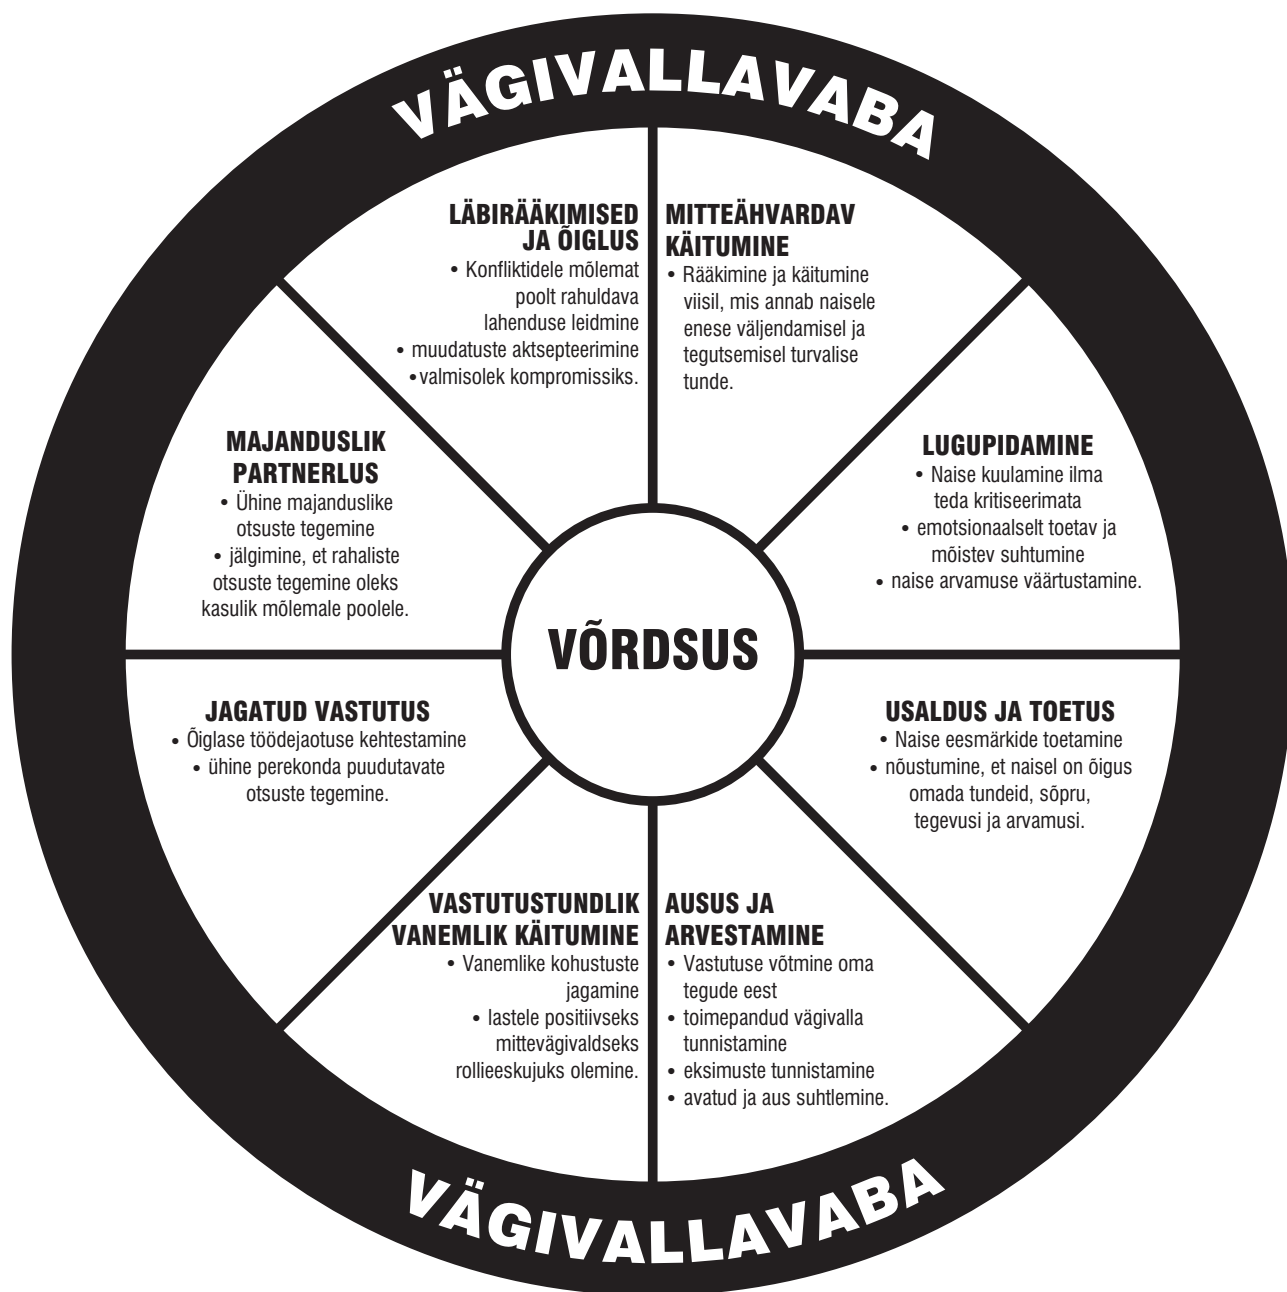 VÄGIVALLAVABA
LÄBIRÄÄKIMISED
JA ÕIGLUS
• Konfliktidele mõlemat
poolt rahuldava
lahenduse leidmine
• muudatuste aktsepteerimine
•valmisolek kompromissiks.
MITTEÄHVARDAV
KÄITUMINE
• Rääkimine ja käitumine
viisil, mis annab naisele
enese väljendamisel ja
tegutsemisel turvalise
tunde.
MAJANDUSLIK
PARTNERLUS
• Ühine majanduslike
otsuste tegemine
• jälgimine, et rahaliste
otsuste tegemine oleks
kasulik mõlemale poolele.
LUGUPIDAMINE
• Naise kuulamine ilma
teda kritiseerimata
• emotsionaalselt toetav ja
mõistev suhtumine
• naise arvamuse väärtustamine.
VÕRDSUS
JAGATUD VASTUTUS
• Õiglase töödejaotuse kehtestamine
• ühine perekonda puudutavate
otsuste tegemine.
USALDUS JA TOETUS
• Naise eesmärkide toetamine
• nõustumine, et naisel on õigus
omada tundeid, sõpru,
tegevusi ja arvamusi.
VASTUTUSTUNDLIK
VANEMLIK KÄITUMINE
• Vanemlike kohustuste
jagamine
• lastele positiivseks
mittevägivaldseks
rollieeskujuks olemine.
AUSUS JA
ARVESTAMINE
• Vastutuse võtmine oma
tegude eest
• toimepandud vägivalla
tunnistamine
• eksimuste tunnistamine
• avatud ja aus suhtlemine.
VÄGIVALLAVABA